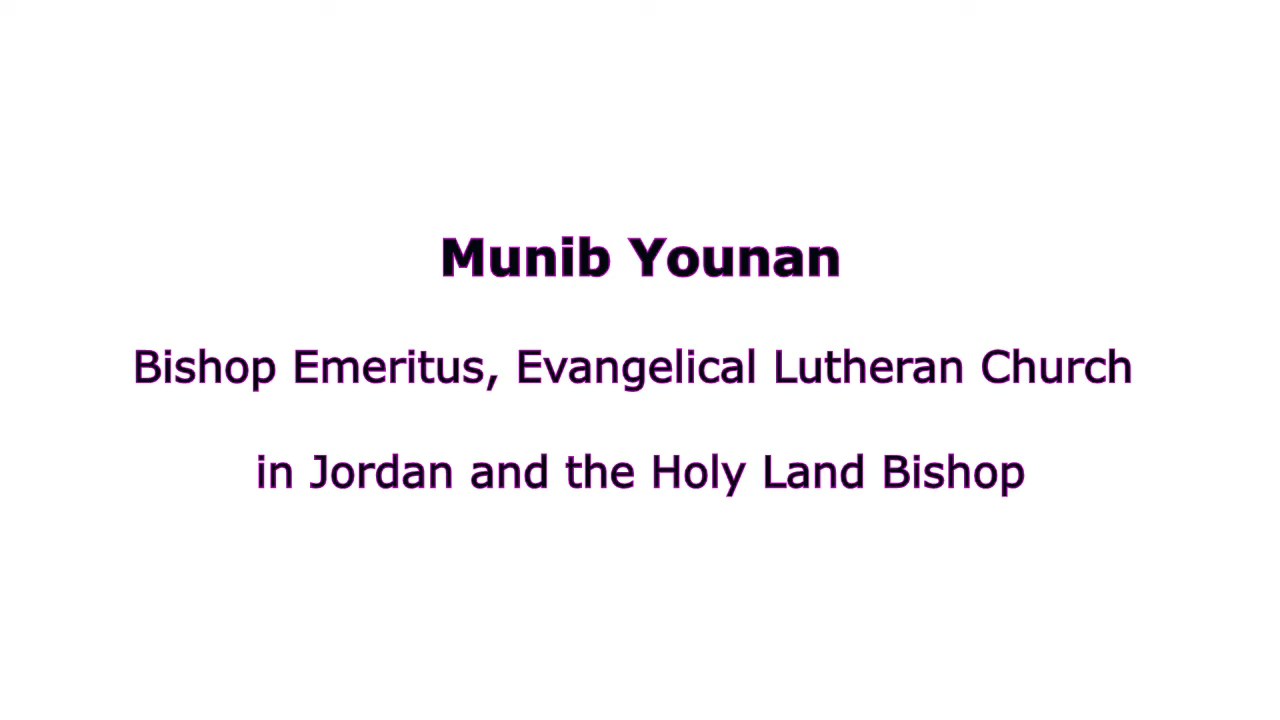 Munib Younan
Bishop Emeritus, Evangelical Lutheran Church
in Jordan and the Holy Land Bishop